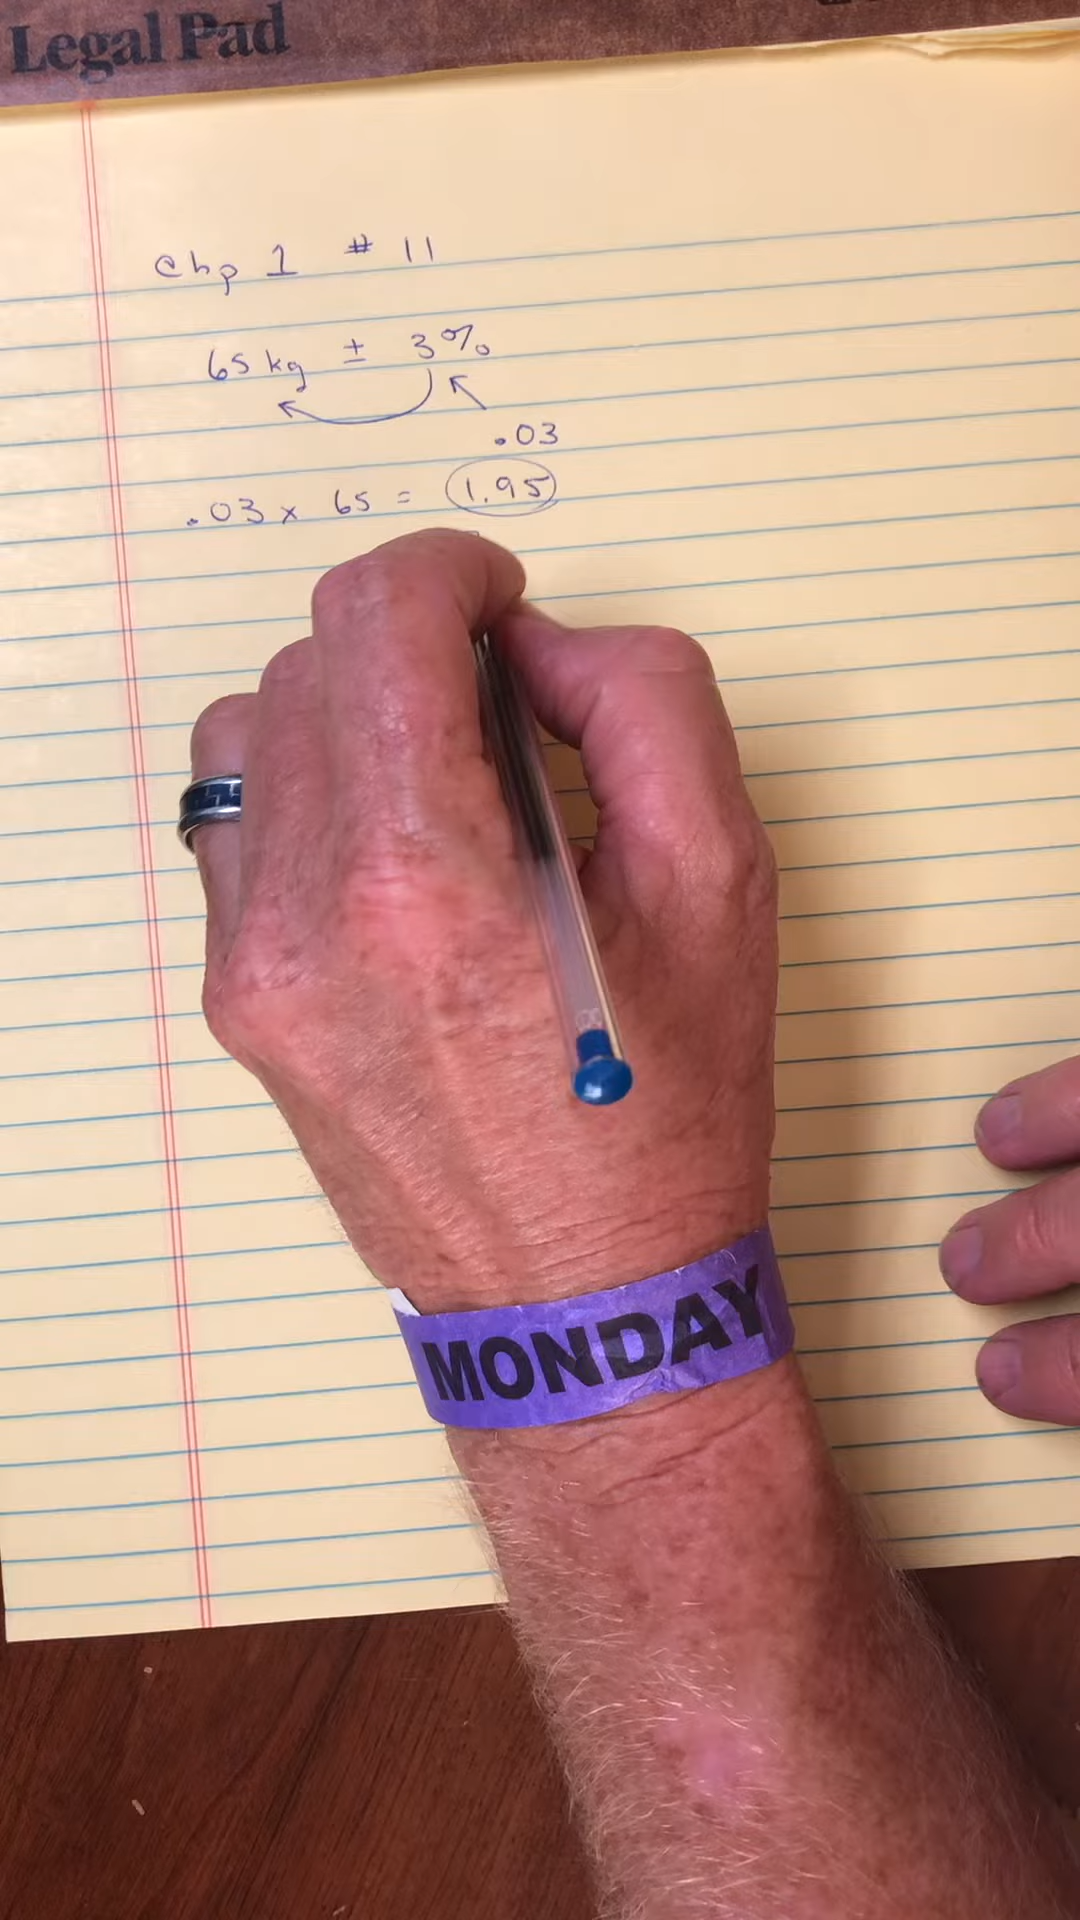 Legal Pad
Chp 1 # 11
65 kg ± 3%
.03
.03 x 65 = 1.95
MONDAY